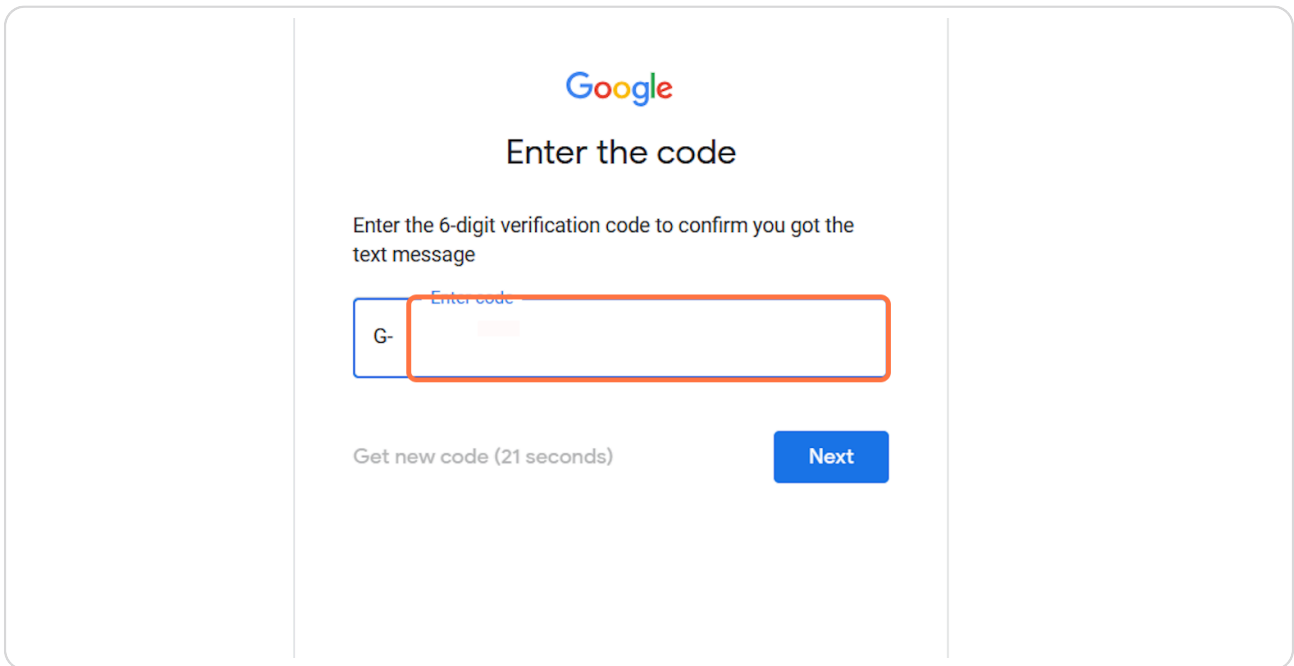 Google
Enter the code
Enter the 6-digit verification code to confirm you got the
text message
Enter code
G-
Get new code (21 seconds)
Next